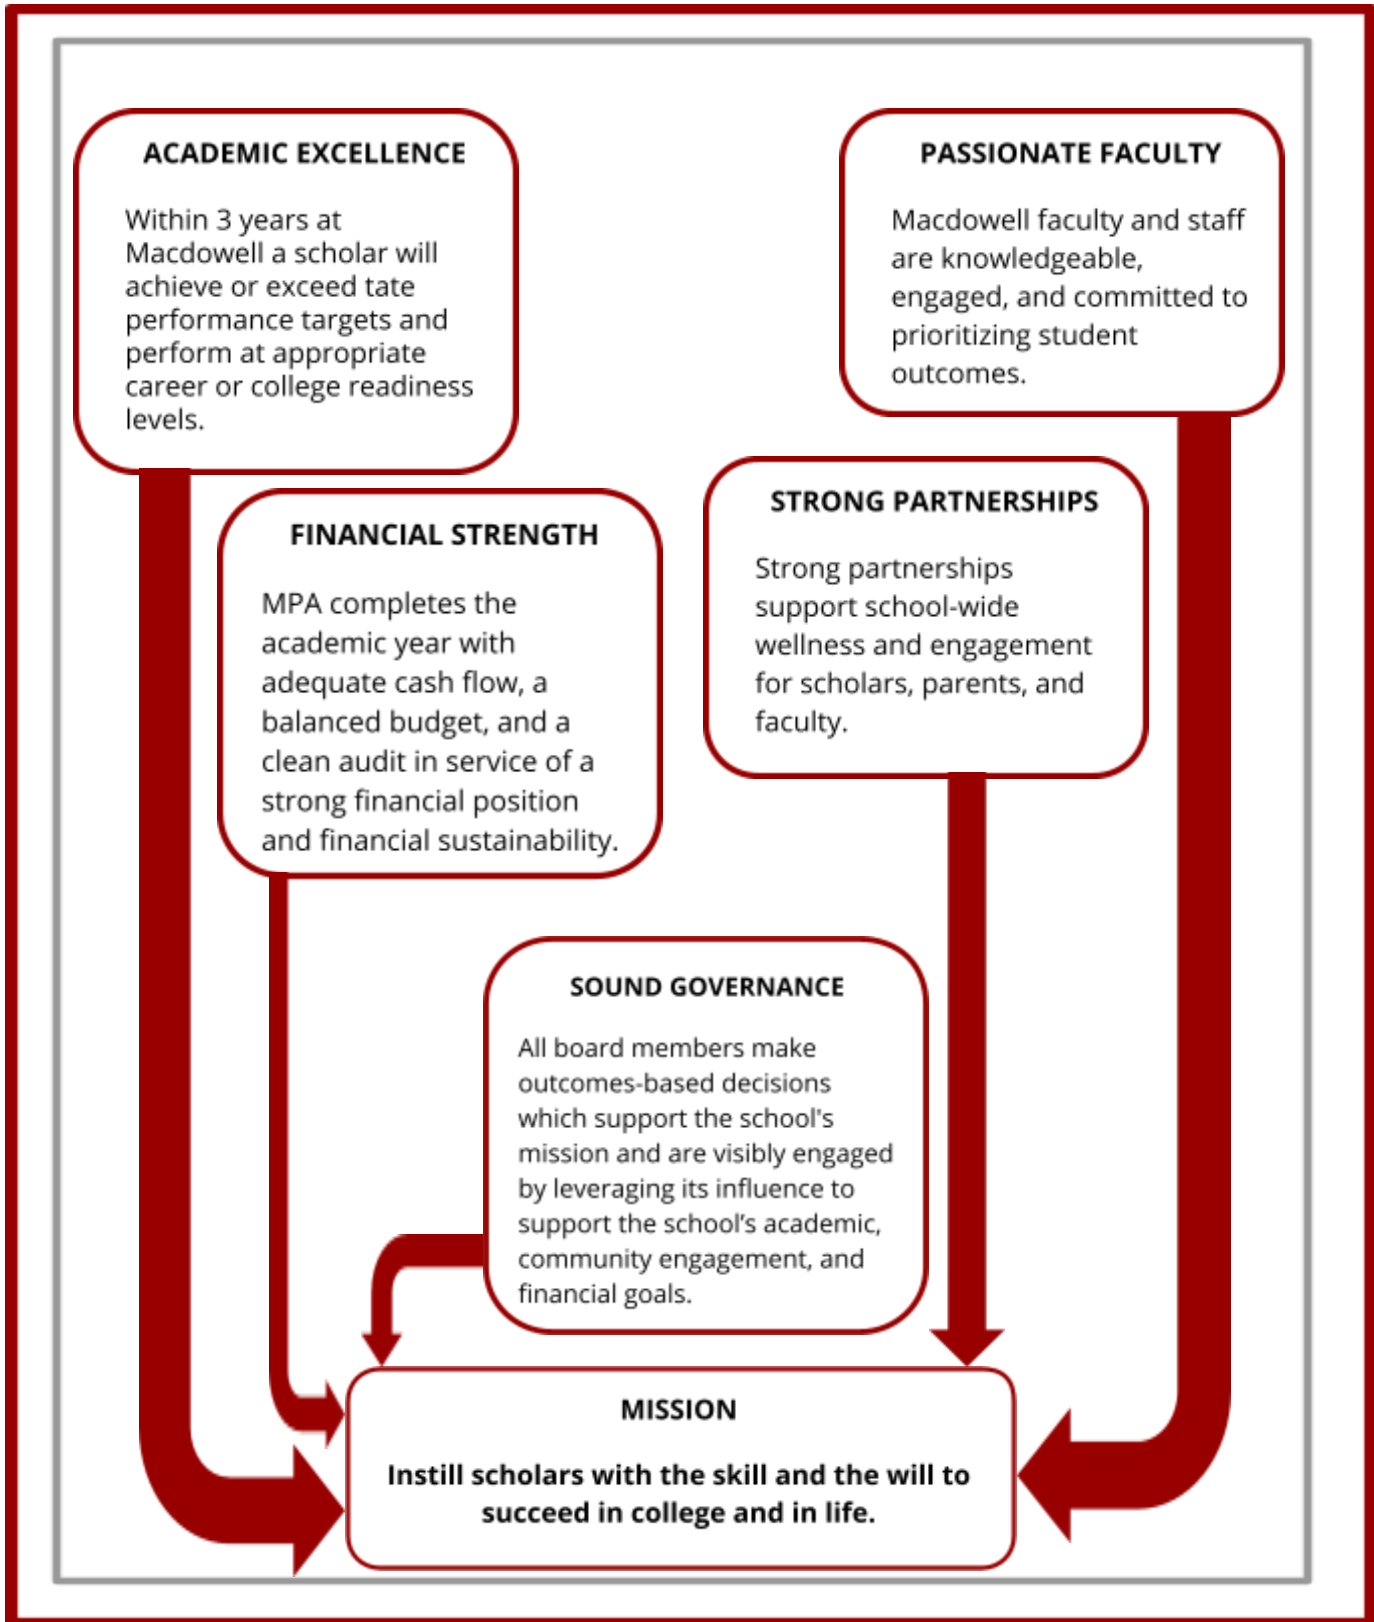 ACADEMIC EXCELLENCE
Within 3 years at
Macdowell a scholar will
achieve or exceed tate
performance targets and
perform at appropriate
career or college readiness
levels.
PASSIONATE FACULTY
Macdowell faculty and staff
are knowledgeable,
engaged, and committed to
prioritizing student
outcomes.
FINANCIAL STRENGTH
MPA completes the
academic year with
adequate cash flow, a
balanced budget, and a
clean audit in service of a
strong financial position
and financial sustainability.
STRONG PARTNERSHIPS
Strong partnerships
support school-wide
wellness and engagement
for scholars, parents, and
faculty.
SOUND GOVERNANCE
All board members make
outcomes-based decisions
which support the school's
mission and are visibly engaged
by leveraging its influence to
support the school’s academic,
community engagement, and
financial goals.
MISSION
Instill scholars with the skill and the will to
succeed in college and in life.